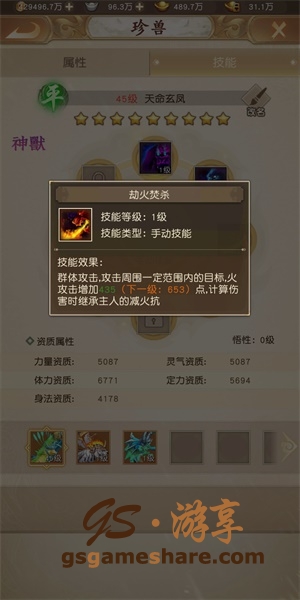 29496.7万 96.3万 489.7万 31.1万
珍兽
属性 技能
平 45级 天命玄凤 改名
神獸
1级
劫火焚杀
技能等级：1级
技能类型：手动技能
技能效果：
群体攻击,攻击周围一定范围内的目标,火
攻击增加435（下一级：653）点,计算伤
害时继承主人的减火抗
资质属性 悟性：0级
力量资质： 5087 灵气资质： 5087
体力资质： 6771 定力资质： 5694
身法资质： 4178
GS·游享
gsgameshare.com